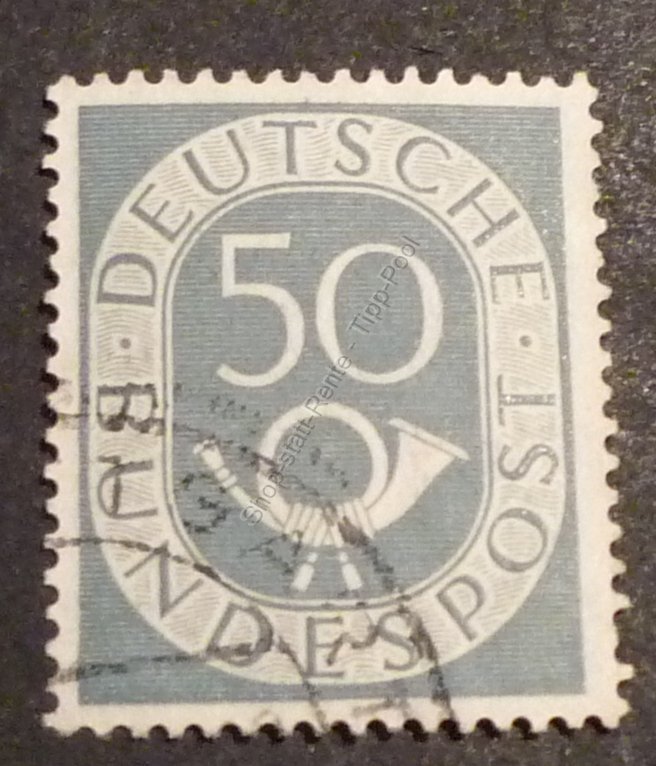 DEUTSCHE
BUNDESPOST
50
Shop-statt-Rente - Tipp-Pool